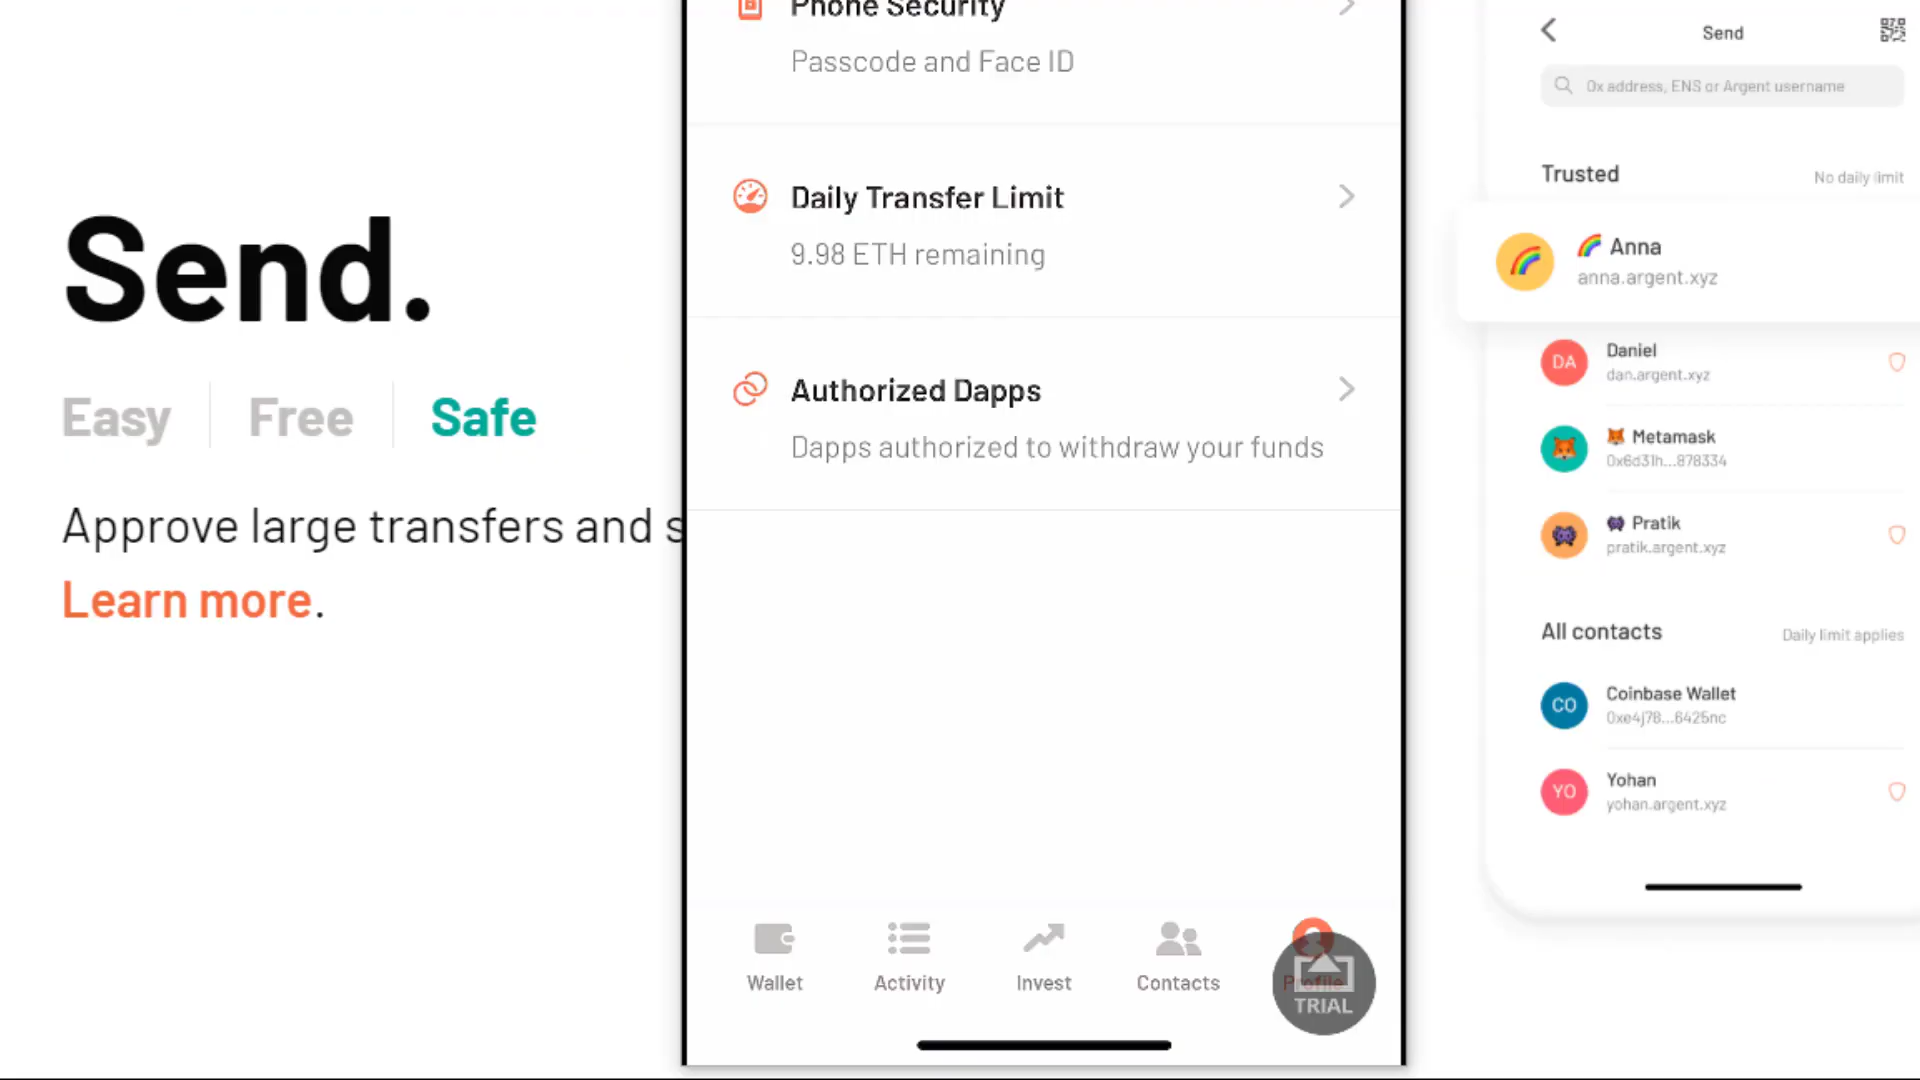 Send.
Easy
Free
Safe
Approve large transfers and s
Learn more.
Phone Security
Passcode and Face ID
Daily Transfer Limit
9.98 ETH remaining
Authorized Dapps
Dapps authorized to withdraw your funds
Wallet
Activity
Invest
Contacts
Profile
TRIAL
Send
0x address, ENS or Argent username
Trusted
No daily limit
Anna
anna.argent.xyz
DA
Daniel
dan.argent.xyz
Metamask
0x6d31h...878334
Pratik
pratik.argent.xyz
All contacts
Daily limit applies
CO
Coinbase Wallet
0xe4j78...6425nc
YO
Yohan
yohan.argent.xyz